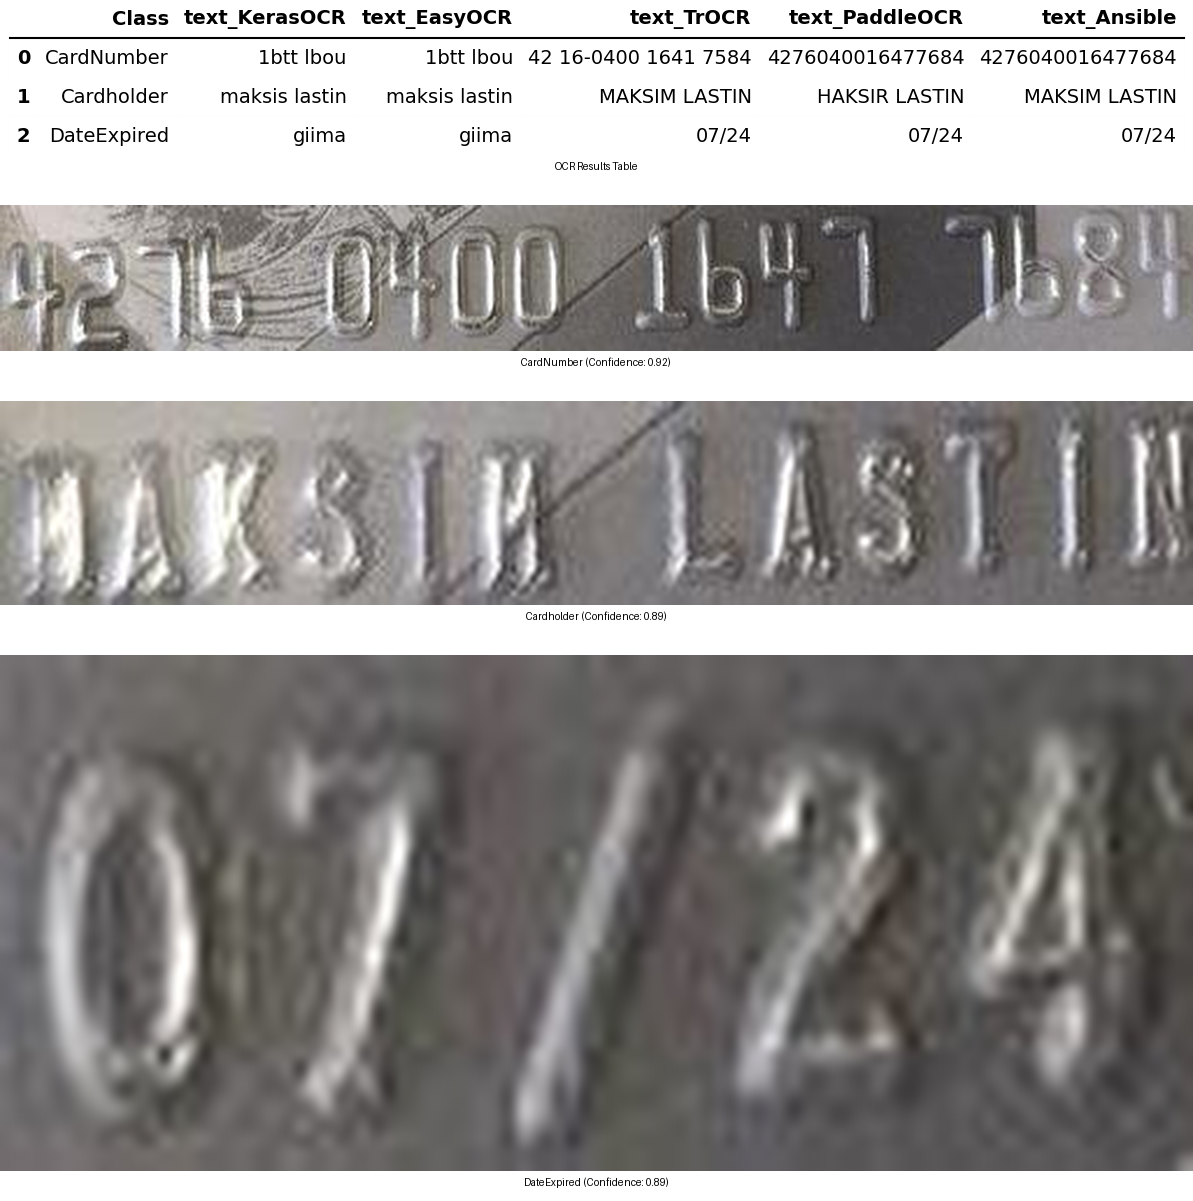 Class text_KerasOCR text_EasyOCR text_TrOCR text_PaddleOCR text_Ansible
0 CardNumber 1btt lbou 1btt lbou 42 16-0400 1641 7584 4276040016477684 4276040016477684
1 Cardholder maksis lastin maksis lastin MAKSIM LASTIN HAKSIR LASTIN MAKSIM LASTIN
2 DateExpired giima giima 07/24 07/24 07/24
OCR Results Table
4276 0400 1647 7684
CardNumber (Confidence: 0.92)
MAKSIM LASTIN
Cardholder (Confidence: 0.89)
07/24
DateExpired (Confidence: 0.89)